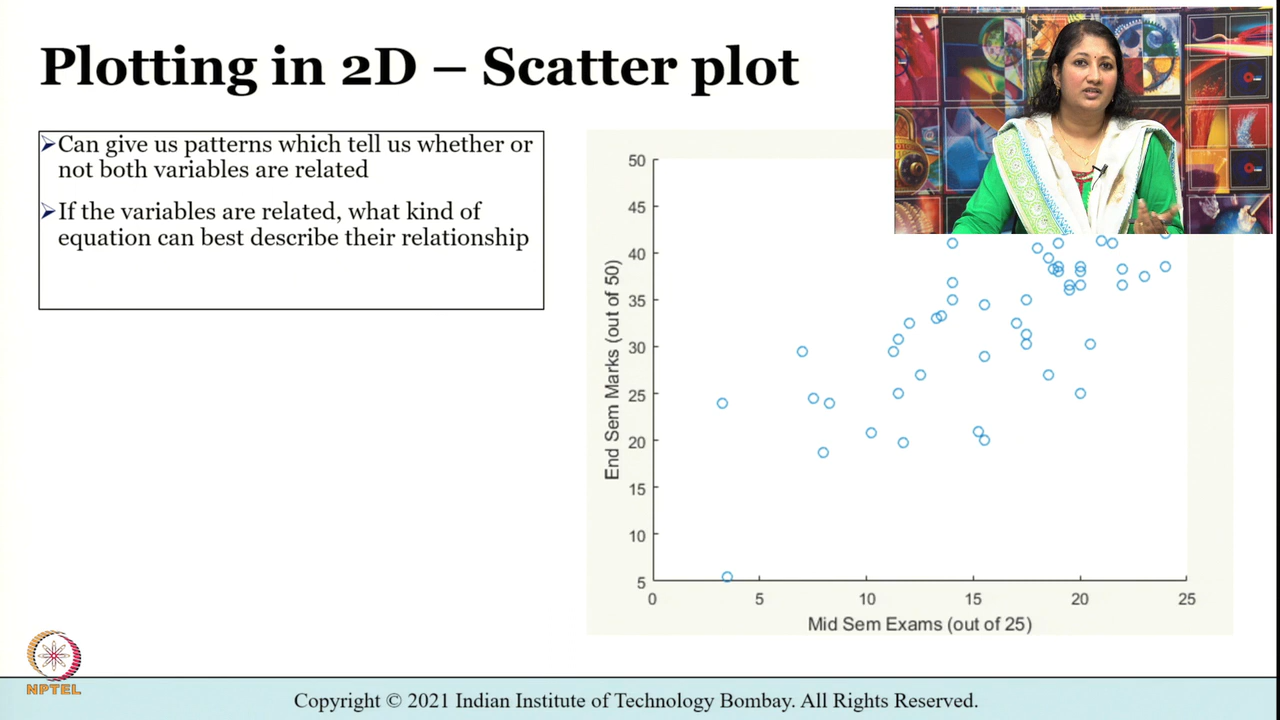 Plotting in 2D – Scatter plot
➢Can give us patterns which tell us whether or
not both variables are related
➢If the variables are related, what kind of
equation can best describe their relationship
50
45
40
35
30
25
20
15
10
5
End Sem Marks (out of 50)
0
5
10
15
20
25
Mid Sem Exams (out of 25)
NPTEL
Copyright © 2021 Indian Institute of Technology Bombay. All Rights Reserved.